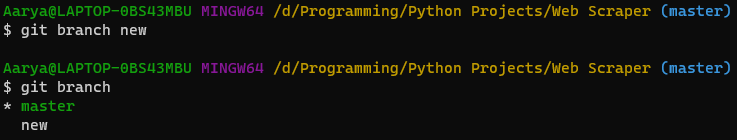 Aarya@LAPTOP-0BS43MBU MINGW64 /d/Programming/Python Projects/Web Scraper (master)
$ git branch new
Aarya@LAPTOP-0BS43MBU MINGW64 /d/Programming/Python Projects/Web Scraper (master)
$ git branch
* master
  new